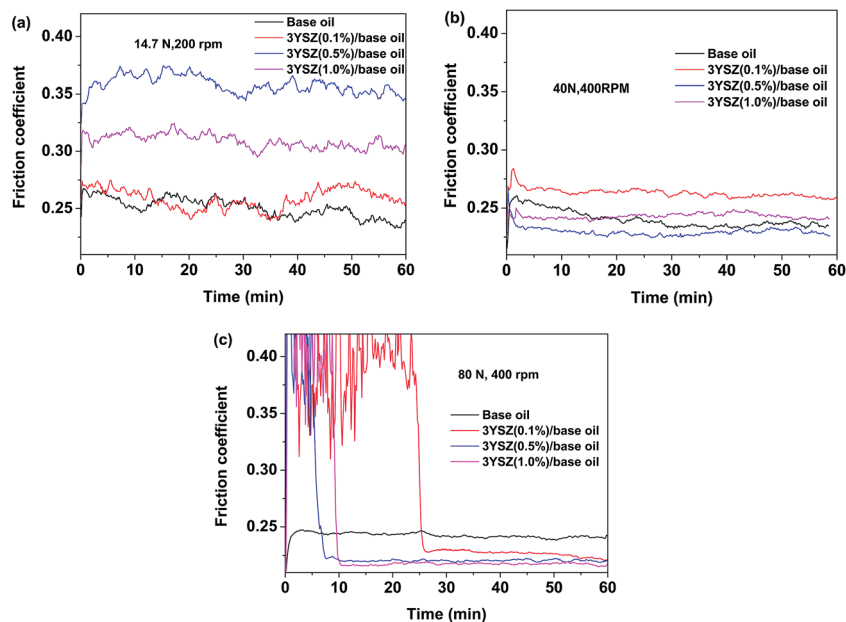 (a)
14.7 N,200 rpm
Base oil
3YSZ(0.1%)/base oil
3YSZ(0.5%)/base oil
3YSZ(1.0%)/base oil
Friction coefficient
0.40
0.35
0.30
0.25
0 10 20 30 40 50 60
Time (min)
(b)
40N,400RPM
Base oil
3YSZ(0.1%)/base oil
3YSZ(0.5%)/base oil
3YSZ(1.0%)/base oil
Friction coefficient
0.40
0.35
0.30
0.25
0 10 20 30 40 50 60
Time (min)
(c)
80 N, 400 rpm
Base oil
3YSZ(0.1%)/base oil
3YSZ(0.5%)/base oil
3YSZ(1.0%)/base oil
Friction coefficient
0.40
0.35
0.30
0.25
0 10 20 30 40 50 60
Time (min)